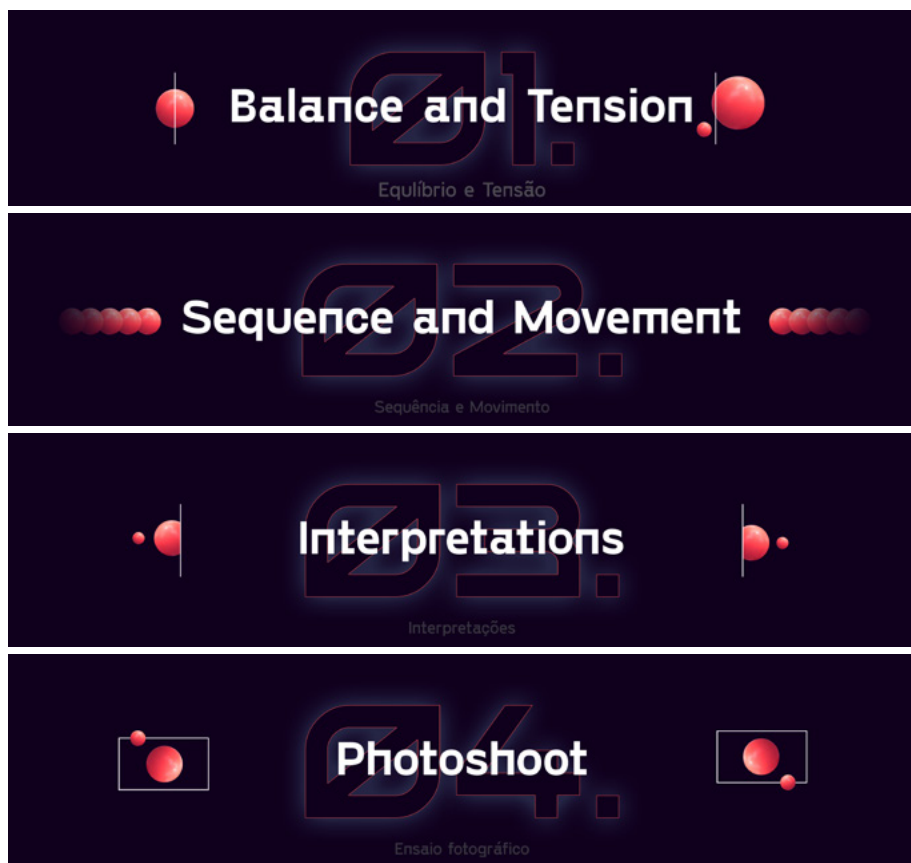 01.
Balance and Tension
Equlíbrio e Tensão
02.
Sequence and Movement
Sequência e Movimento
03.
Interpretations
Interpretações
04.
Photoshoot
Ensaio fotográfico